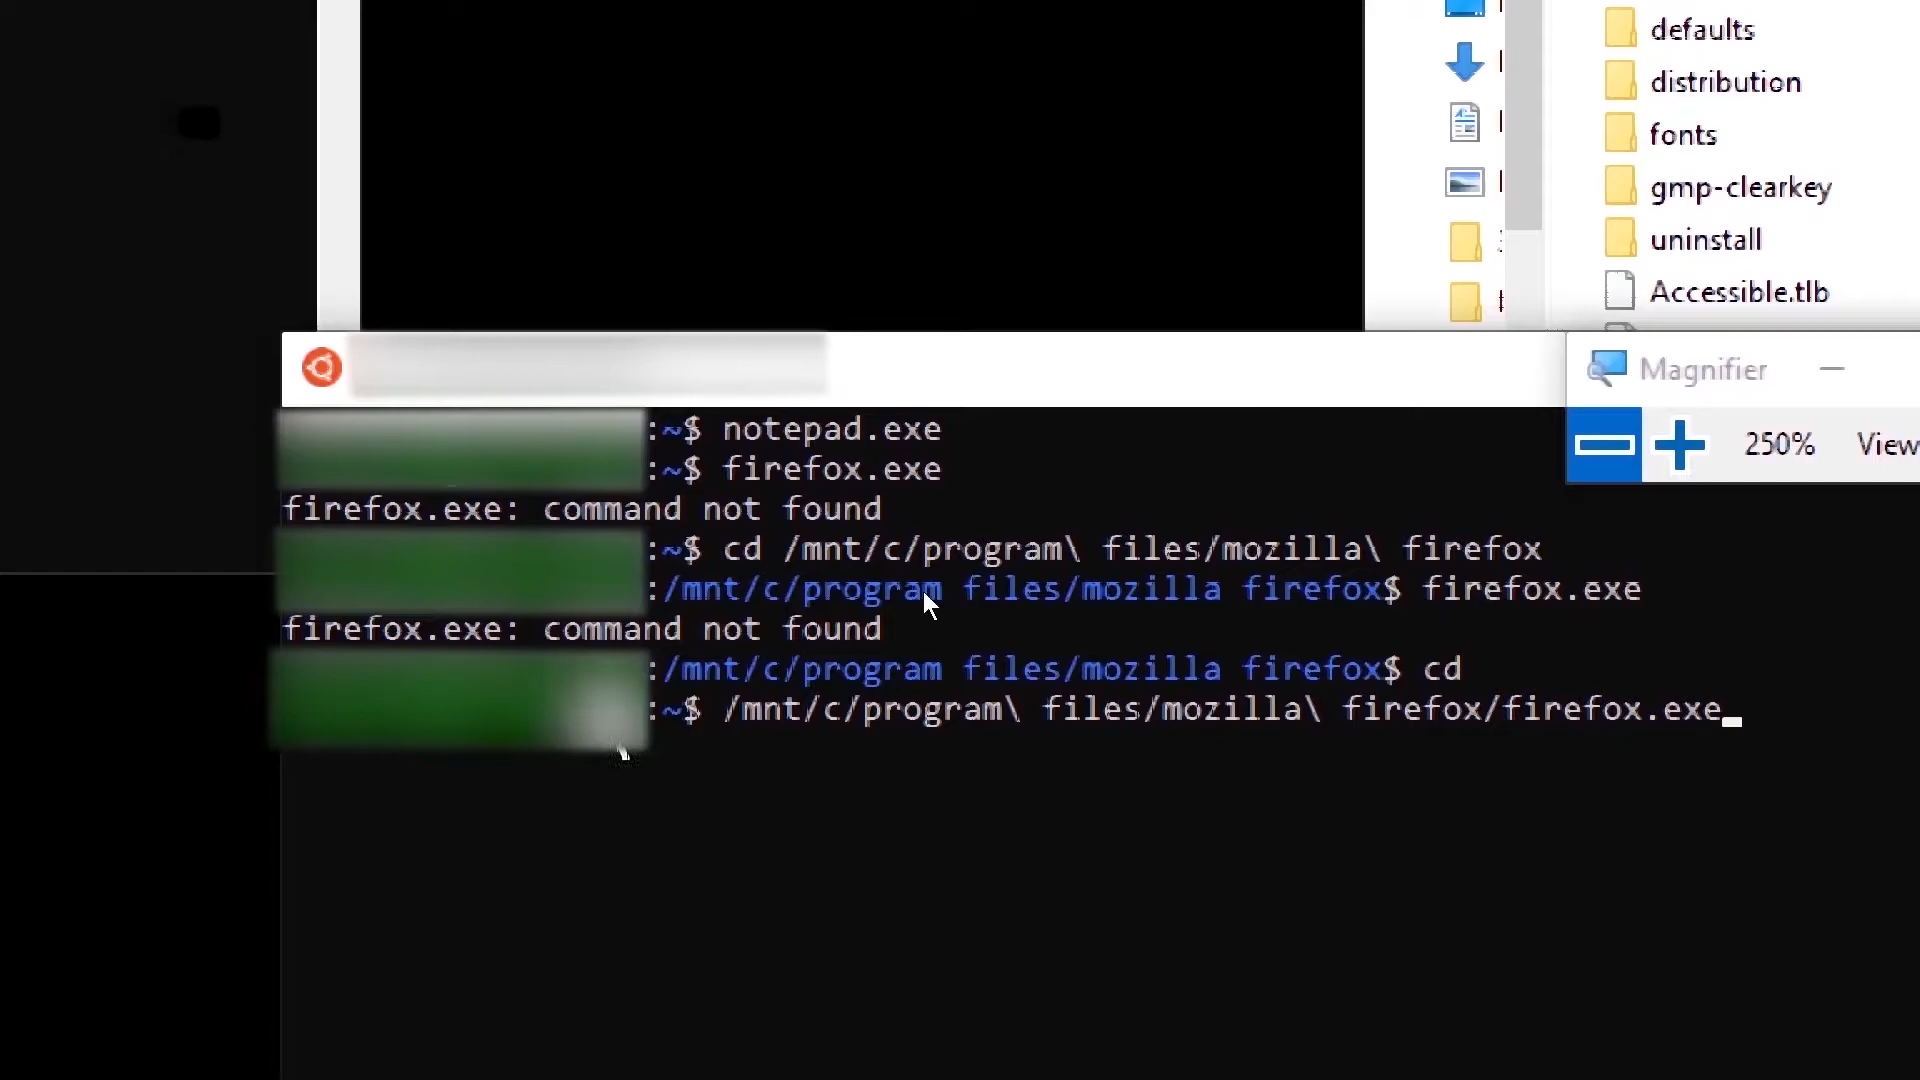 defaults
distribution
fonts
gmp-clearkey
uninstall
Accessible.tlb
Magnifier
250%
View
:~$ notepad.exe
:~$ firefox.exe
firefox.exe: command not found
:~$ cd /mnt/c/program\ files/mozilla\ firefox
:/mnt/c/program files/mozilla firefox$ firefox.exe
firefox.exe: command not found
:/mnt/c/program files/mozilla firefox$ cd
:~$ /mnt/c/program\ files/mozilla\ firefox/firefox.exe